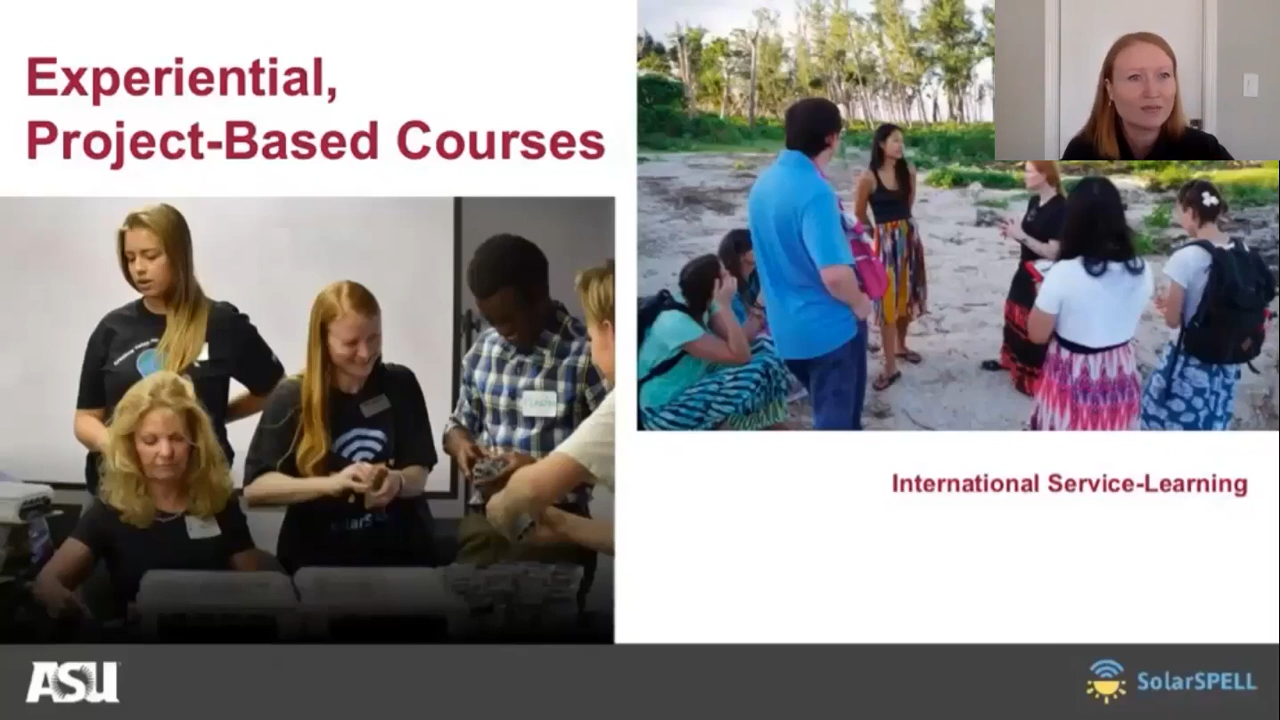 Experiential,
Project-Based Courses
International Service-Learning
ASU
SolarSPELL